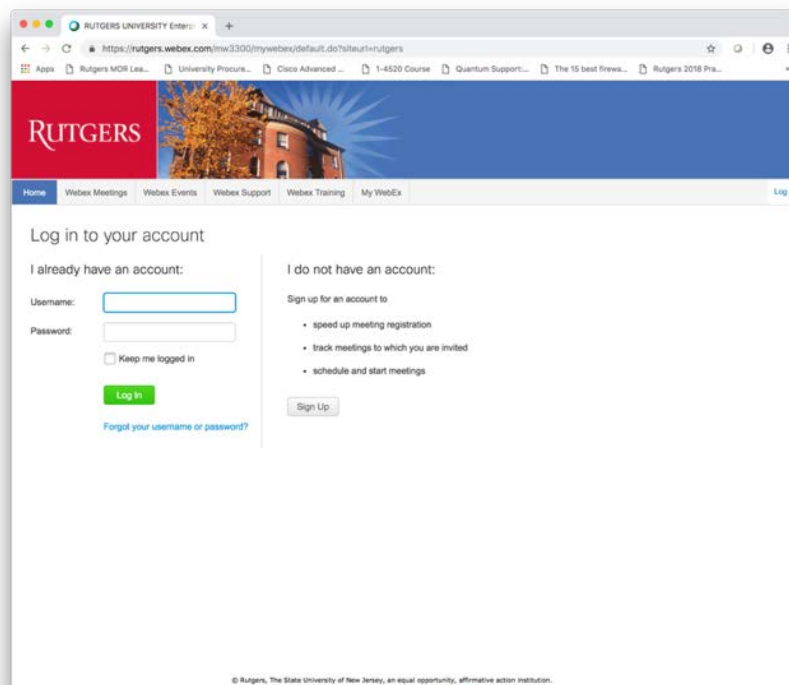 RUTGERS UNIVERSITY Enterp
https://rutgers.webex.com/mw3300/mywebex/default.do?siteurl=rutgers
Apps Rutgers MOR Lea... University Procure... Cisco Advanced ... 1-4520 Course Quantum Support:... The 15 best firewa... Rutgers 2018 Pra...
RUTGERS
Home Webex Meetings Webex Events Webex Support Webex Training My WebEx Log
Log in to your account
I already have an account:
Username:
Password:
Keep me logged in
Log In
Forgot your username or password?
I do not have an account:
Sign up for an account to
• speed up meeting registration
• track meetings to which you are invited
• schedule and start meetings
Sign Up
© Rutgers, The State University of New Jersey, an equal opportunity, affirmative action institution.